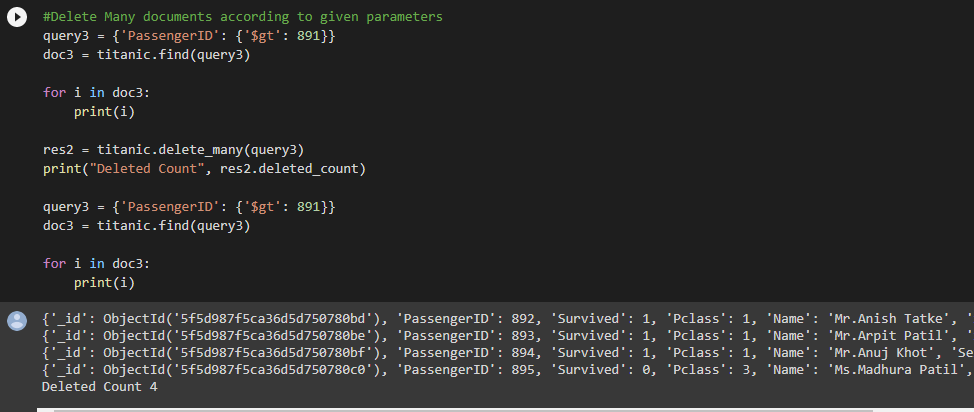 #Delete Many documents according to given parameters
query3 = {'PassengerID': {'$gt': 891}}
doc3 = titanic.find(query3)
for i in doc3:
print(i)
res2 = titanic.delete_many(query3)
print("Deleted Count", res2.deleted_count)
query3 = {'PassengerID': {'$gt': 891}}
doc3 = titanic.find(query3)
for i in doc3:
print(i)
{'_id': ObjectId('5f5d987f5ca36d5d750780bd'), 'PassengerID': 892, 'Survived': 1, 'Pclass': 1, 'Name': 'Mr.Anish Tatke', '
{'_id': ObjectId('5f5d987f5ca36d5d750780be'), 'PassengerID': 893, 'Survived': 1, 'Pclass': 1, 'Name': 'Mr.Arpit Patil', '
{'_id': ObjectId('5f5d987f5ca36d5d750780bf'), 'PassengerID': 894, 'Survived': 1, 'Pclass': 1, 'Name': 'Mr.Anuj Khot', 'Se
{'_id': ObjectId('5f5d987f5ca36d5d750780c0'), 'PassengerID': 895, 'Survived': 0, 'Pclass': 3, 'Name': 'Ms.Madhura Patil',
Deleted Count 4